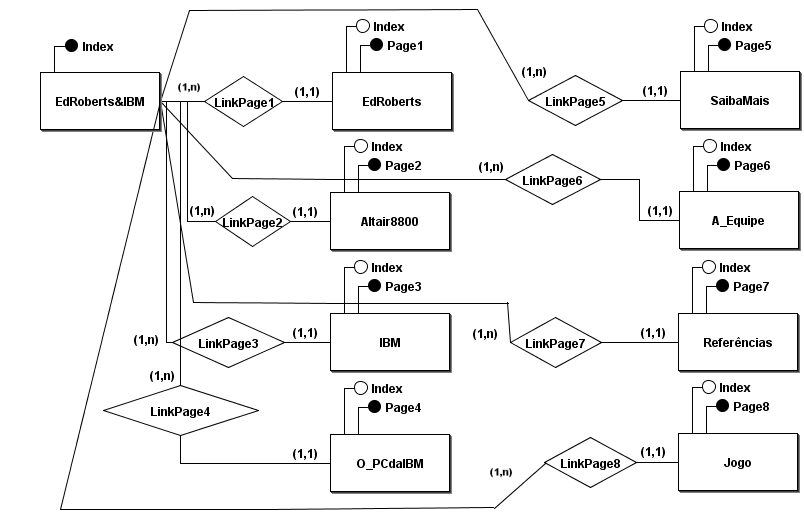 Index
EdRoberts&IBM
(1,n)
LinkPage1
(1,1)
Index
Page1
EdRoberts
(1,n)
LinkPage5
(1,1)
Index
Page5
SaibaMais
(1,n)
LinkPage2
(1,1)
Index
Page2
Altair8800
(1,n)
LinkPage6
(1,1)
Index
Page6
A_Equipe
(1,n)
LinkPage3
(1,1)
Index
Page3
IBM
(1,n)
LinkPage7
(1,1)
Index
Page7
Referências
(1,n)
LinkPage4
(1,1)
Index
Page4
O_PCdaIBM
(1,n)
LinkPage8
(1,1)
Index
Page8
Jogo